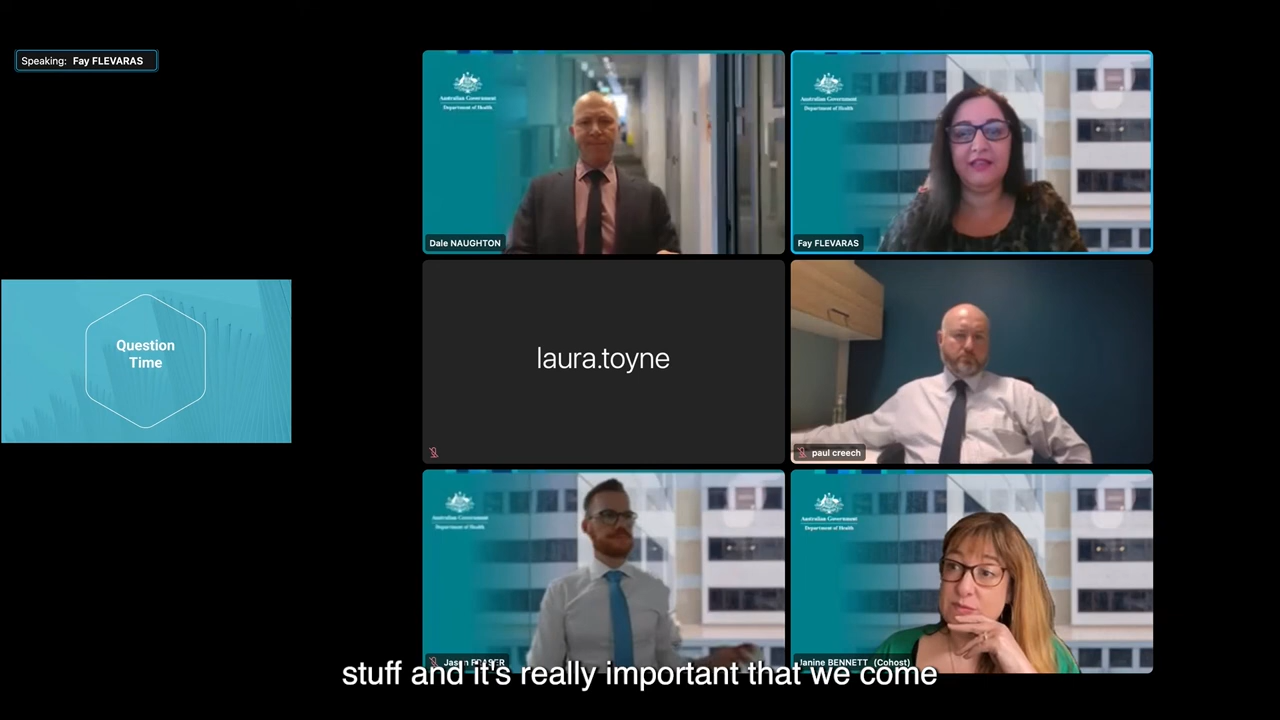 Speaking: Fay FLEVARAS
Australian Government
Department of Health
Dale NAUGHTON
Australian Government
Department of Health
Fay FLEVARAS
Question
Time
laura.toyne
paul creech
Australian Government
Department of Health
Jason FRASER
Australian Government
Department of Health
Janine BENNETT (Cohost)
stuff and it's really important that we come